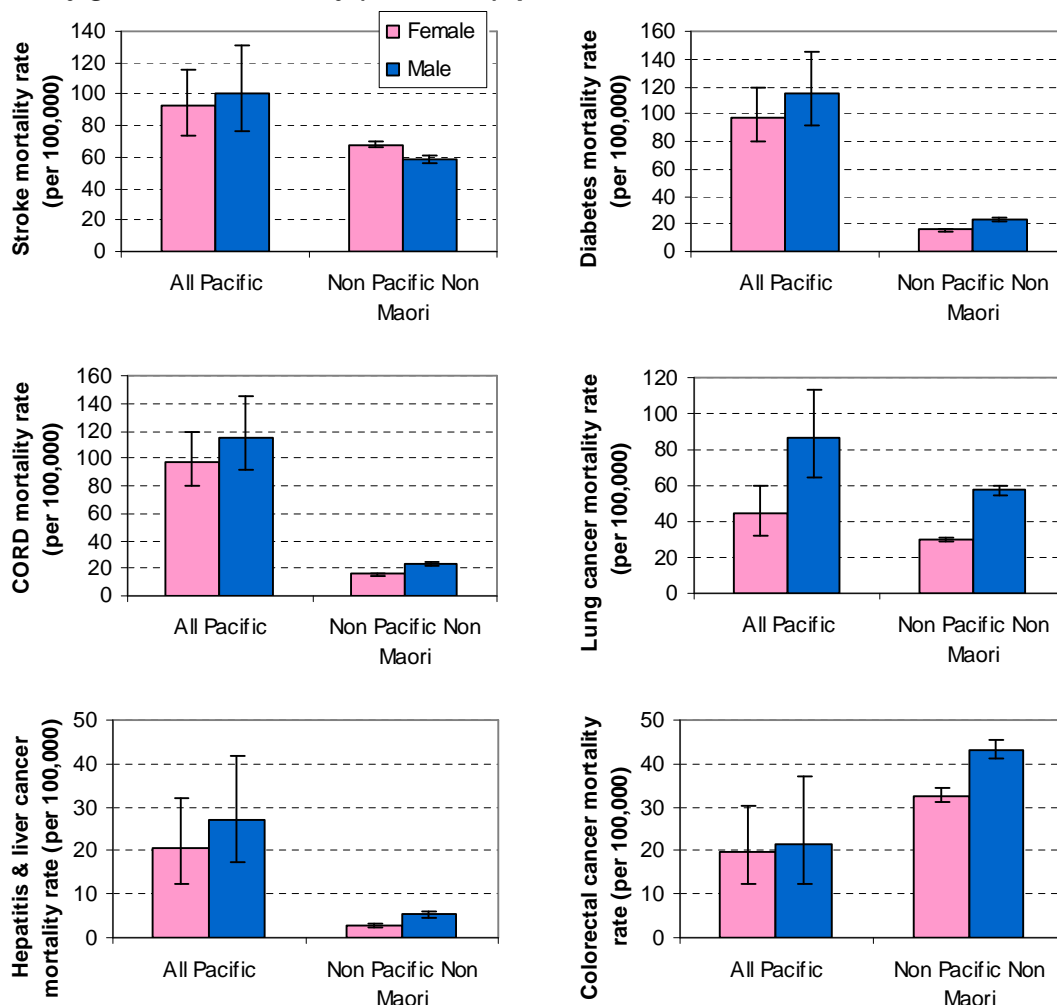 Stroke mortality rate
(per 100,000)
140
120
100
80
60
40
20
0
Female
Male
All Pacific
Non Pacific Non
Maori
Diabetes mortality rate
(per 100,000)
160
140
120
100
80
60
40
20
0
All Pacific
Non Pacific Non
Maori
CORD mortality rate
(per 100,000)
160
140
120
100
80
60
40
20
0
All Pacific
Non Pacific Non
Maori
Lung cancer mortality rate
(per 100,000)
120
100
80
60
40
20
0
All Pacific
Non Pacific Non
Maori
Hepatitis & liver cancer
mortality rate (per 100,000)
50
40
30
20
10
0
All Pacific
Non Pacific Non
Maori
Colorectal cancer mortality
rate (per 100,000)
50
40
30
20
10
0
All Pacific
Non Pacific Non
Maori